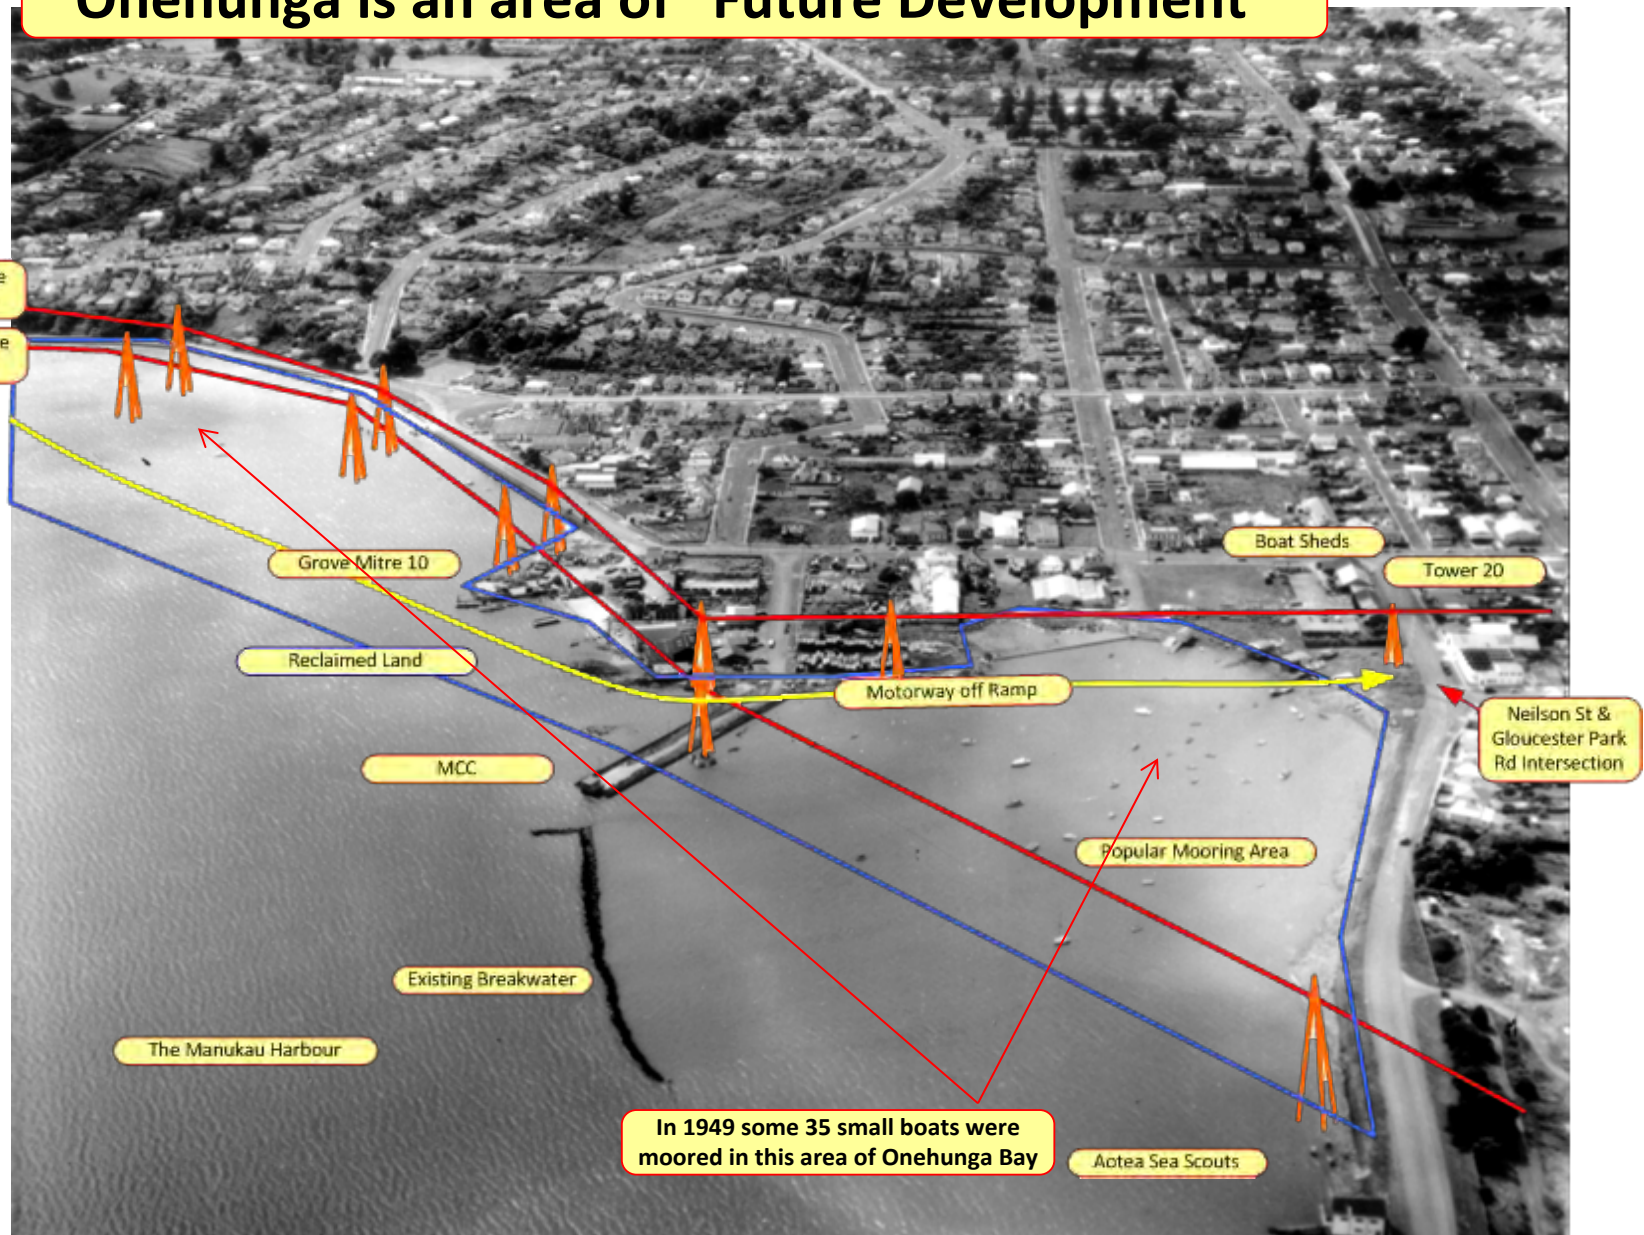 Onehunga is an area of "Future Development"
e
e
Boat Sheds
Tower 20
Grove Mitre 10
Reclaimed Land
Motorway off Ramp
Neilson St &
Gloucester Park
Rd Intersection
MCC
Popular Mooring Area
Existing Breakwater
The Manukau Harbour
In 1949 some 35 small boats were
moored in this area of Onehunga Bay
Aotea Sea Scouts